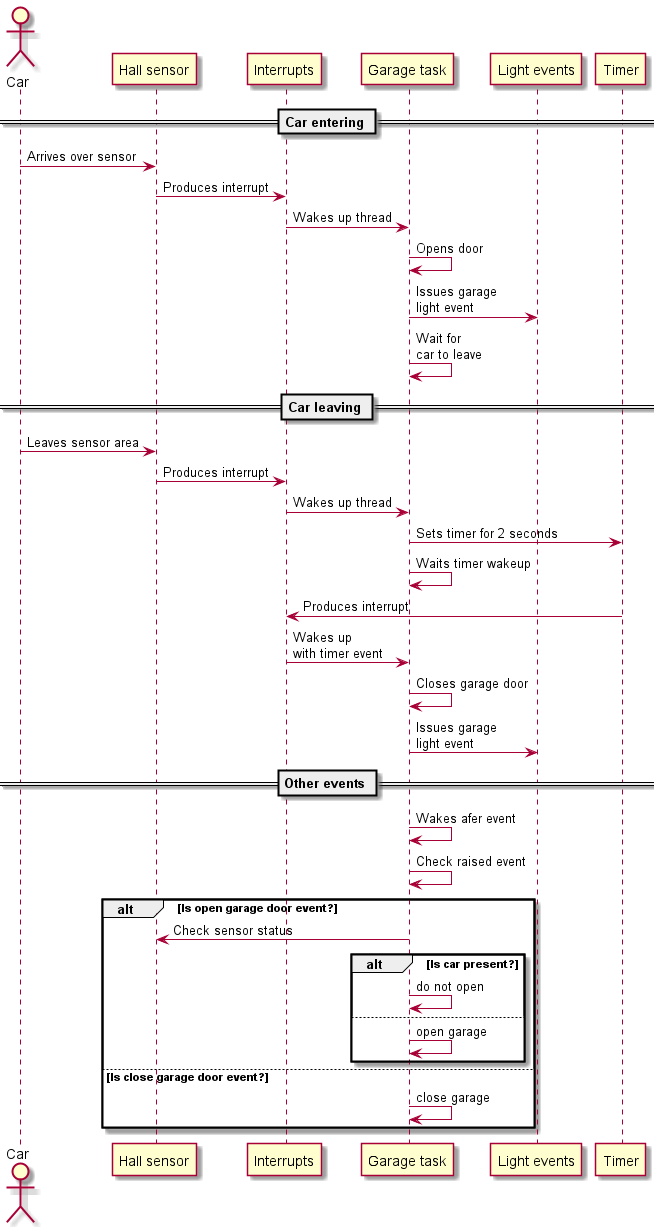 Car
Hall sensor
Interrupts
Garage task
Light events
Timer
Car entering
Arrives over sensor
Produces interrupt
Wakes up thread
Opens door
Issues garage
light event
Wait for
car to leave
Car leaving
Leaves sensor area
Produces interrupt
Wakes up thread
Sets timer for 2 seconds
Waits timer wakeup
Produces interrupt
Wakes up
with timer event
Closes garage door
Issues garage
light event
Other events
Wakes afer event
Check raised event
alt
[Is open garage door event?]
Check sensor status
alt
[Is car present?]
do not open
open garage
[Is close garage door event?]
close garage
Car
Hall sensor
Interrupts
Garage task
Light events
Timer